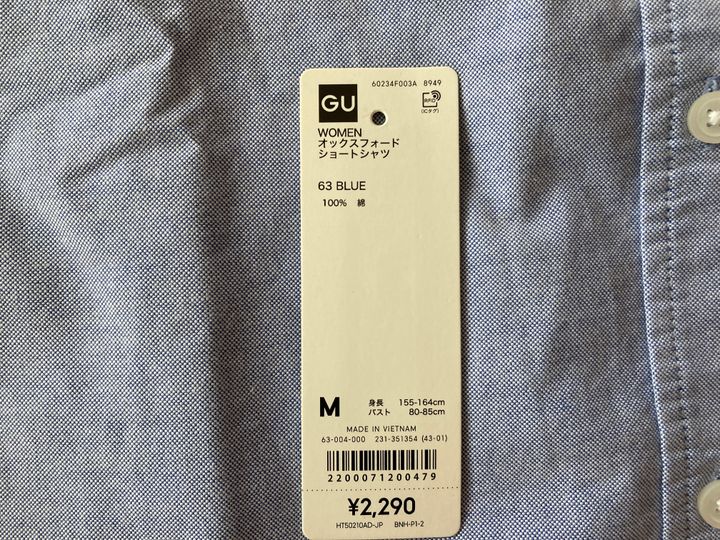 60234F003A 8949
GU
RFID
(ICタグ)
WOMEN
オックスフォード
ショートシャツ
63 BLUE
100% 綿
M 身長 155-164cm
バスト 80-85cm
MADE IN VIETNAM
63-004-000 231-351354 (43-01)
2200071200479
¥2,290
HT50210AD-JP BNH-P1-2